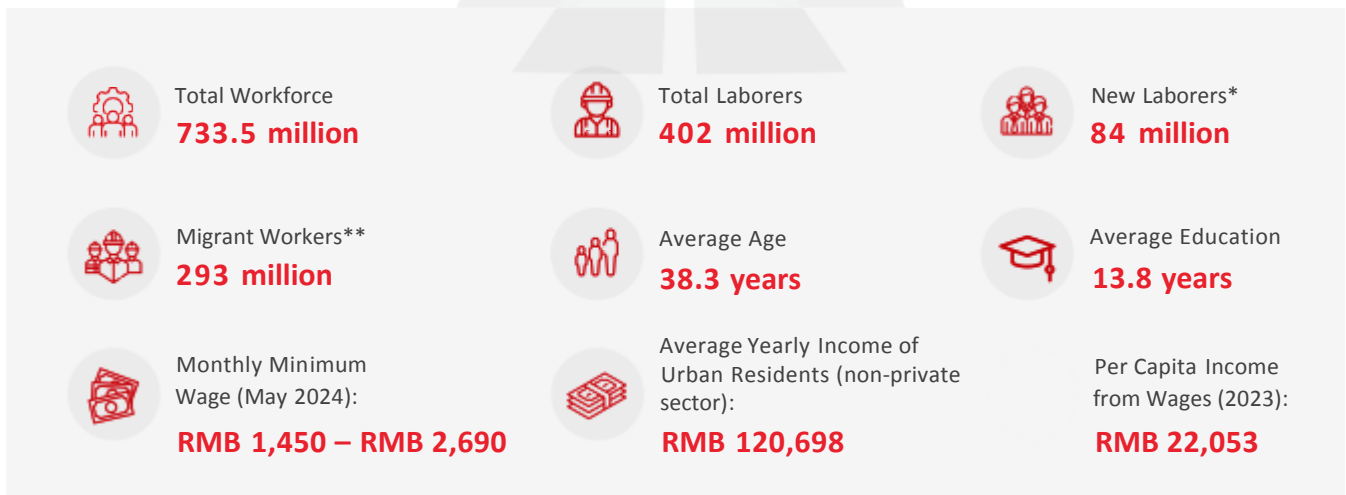 Total Workforce
733.5 million
Total Laborers
402 million
New Laborers*
84 million
Migrant Workers**
293 million
Average Age
38.3 years
Average Education
13.8 years
Monthly Minimum
Wage (May 2024):
RMB 1,450 – RMB 2,690
Average Yearly Income of
Urban Residents (non-private
sector):
RMB 120,698
Per Capita Income
from Wages (2023):
RMB 22,053